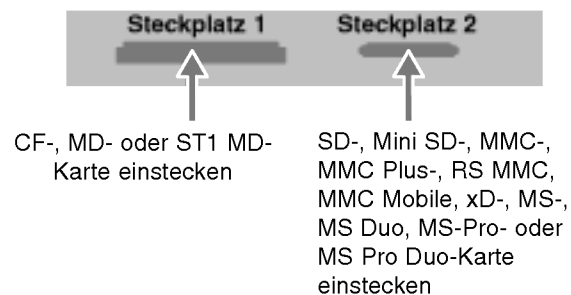 Steckplatz 1
Steckplatz 2
CF-, MD- oder ST1 MD-
Karte einstecken
SD-, Mini SD-, MMC-,
MMC Plus-, RS MMC,
MMC Mobile, xD-, MS-,
MS Duo, MS-Pro- oder
MS Pro Duo-Karte
einstecken